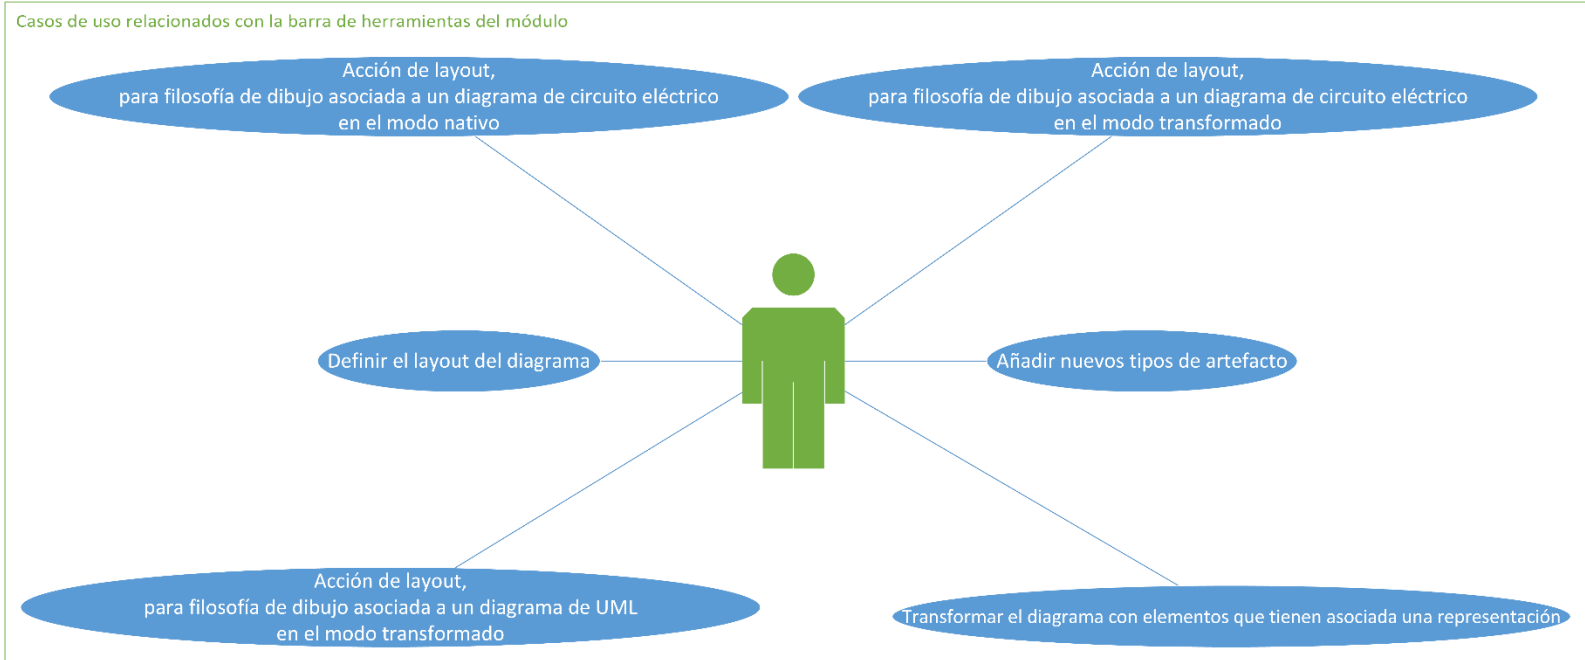 Casos de uso relacionados con la barra de herramientas del módulo
Acción de layout,
para filosofía de dibujo asociada a un diagrama de circuito eléctrico
en el modo nativo
Acción de layout,
para filosofía de dibujo asociada a un diagrama de circuito eléctrico
en el modo transformado
Definir el layout del diagrama
Añadir nuevos tipos de artefacto
Acción de layout,
para filosofía de dibujo asociada a un diagrama de UML
en el modo transformado
Transformar el diagrama con elementos que tienen asociada una representación